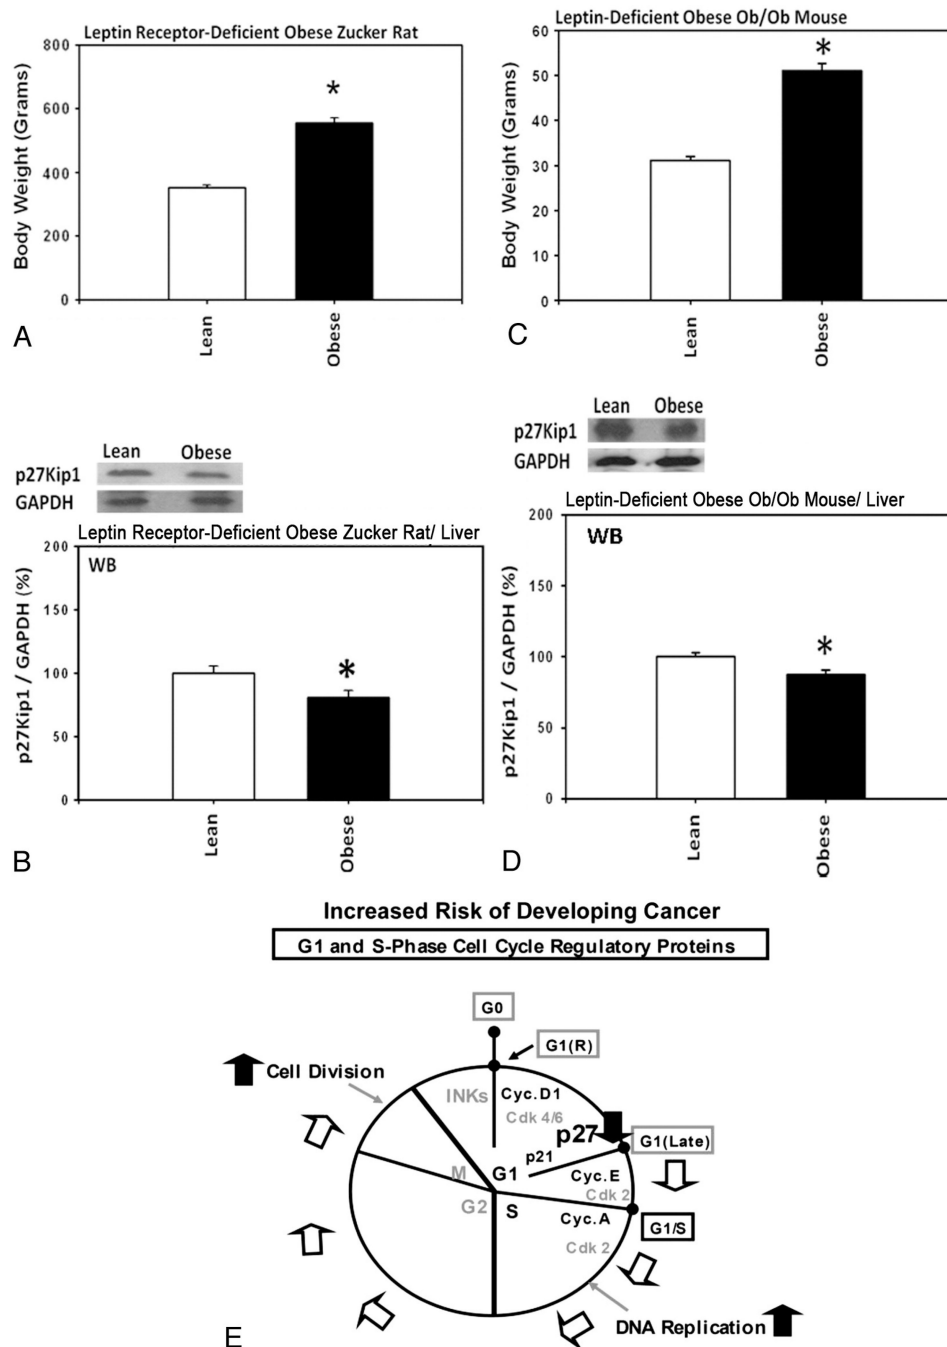 Leptin Receptor-Deficient Obese Zucker Rat
800
600
400
200
0
Body Weight (Grams)
Lean
Obese
*
A
Leptin-Deficient Obese Ob/Ob Mouse
60
50
40
30
20
10
0
Body Weight (Grams)
Lean
Obese
*
C
Lean Obese
p27Kip1
GAPDH
Leptin Receptor-Deficient Obese Zucker Rat/ Liver
WB
200
150
100
50
0
p27Kip1 / GAPDH (%)
Lean
Obese
*
B
Lean Obese
p27Kip1
GAPDH
Leptin-Deficient Obese Ob/Ob Mouse/ Liver
WB
200
150
100
50
0
p27Kip1 / GAPDH (%)
Lean
Obese
*
D
Increased Risk of Developing Cancer
G1 and S-Phase Cell Cycle Regulatory Proteins
G0
G1(R)
Cell Division
INKs
Cyc.D1
Cdk 4/6
p27
G1(Late)
p21
M
G1
Cyc.E
Cdk 2
G2
S
Cyc.A
G1/S
Cdk 2
DNA Replication
E